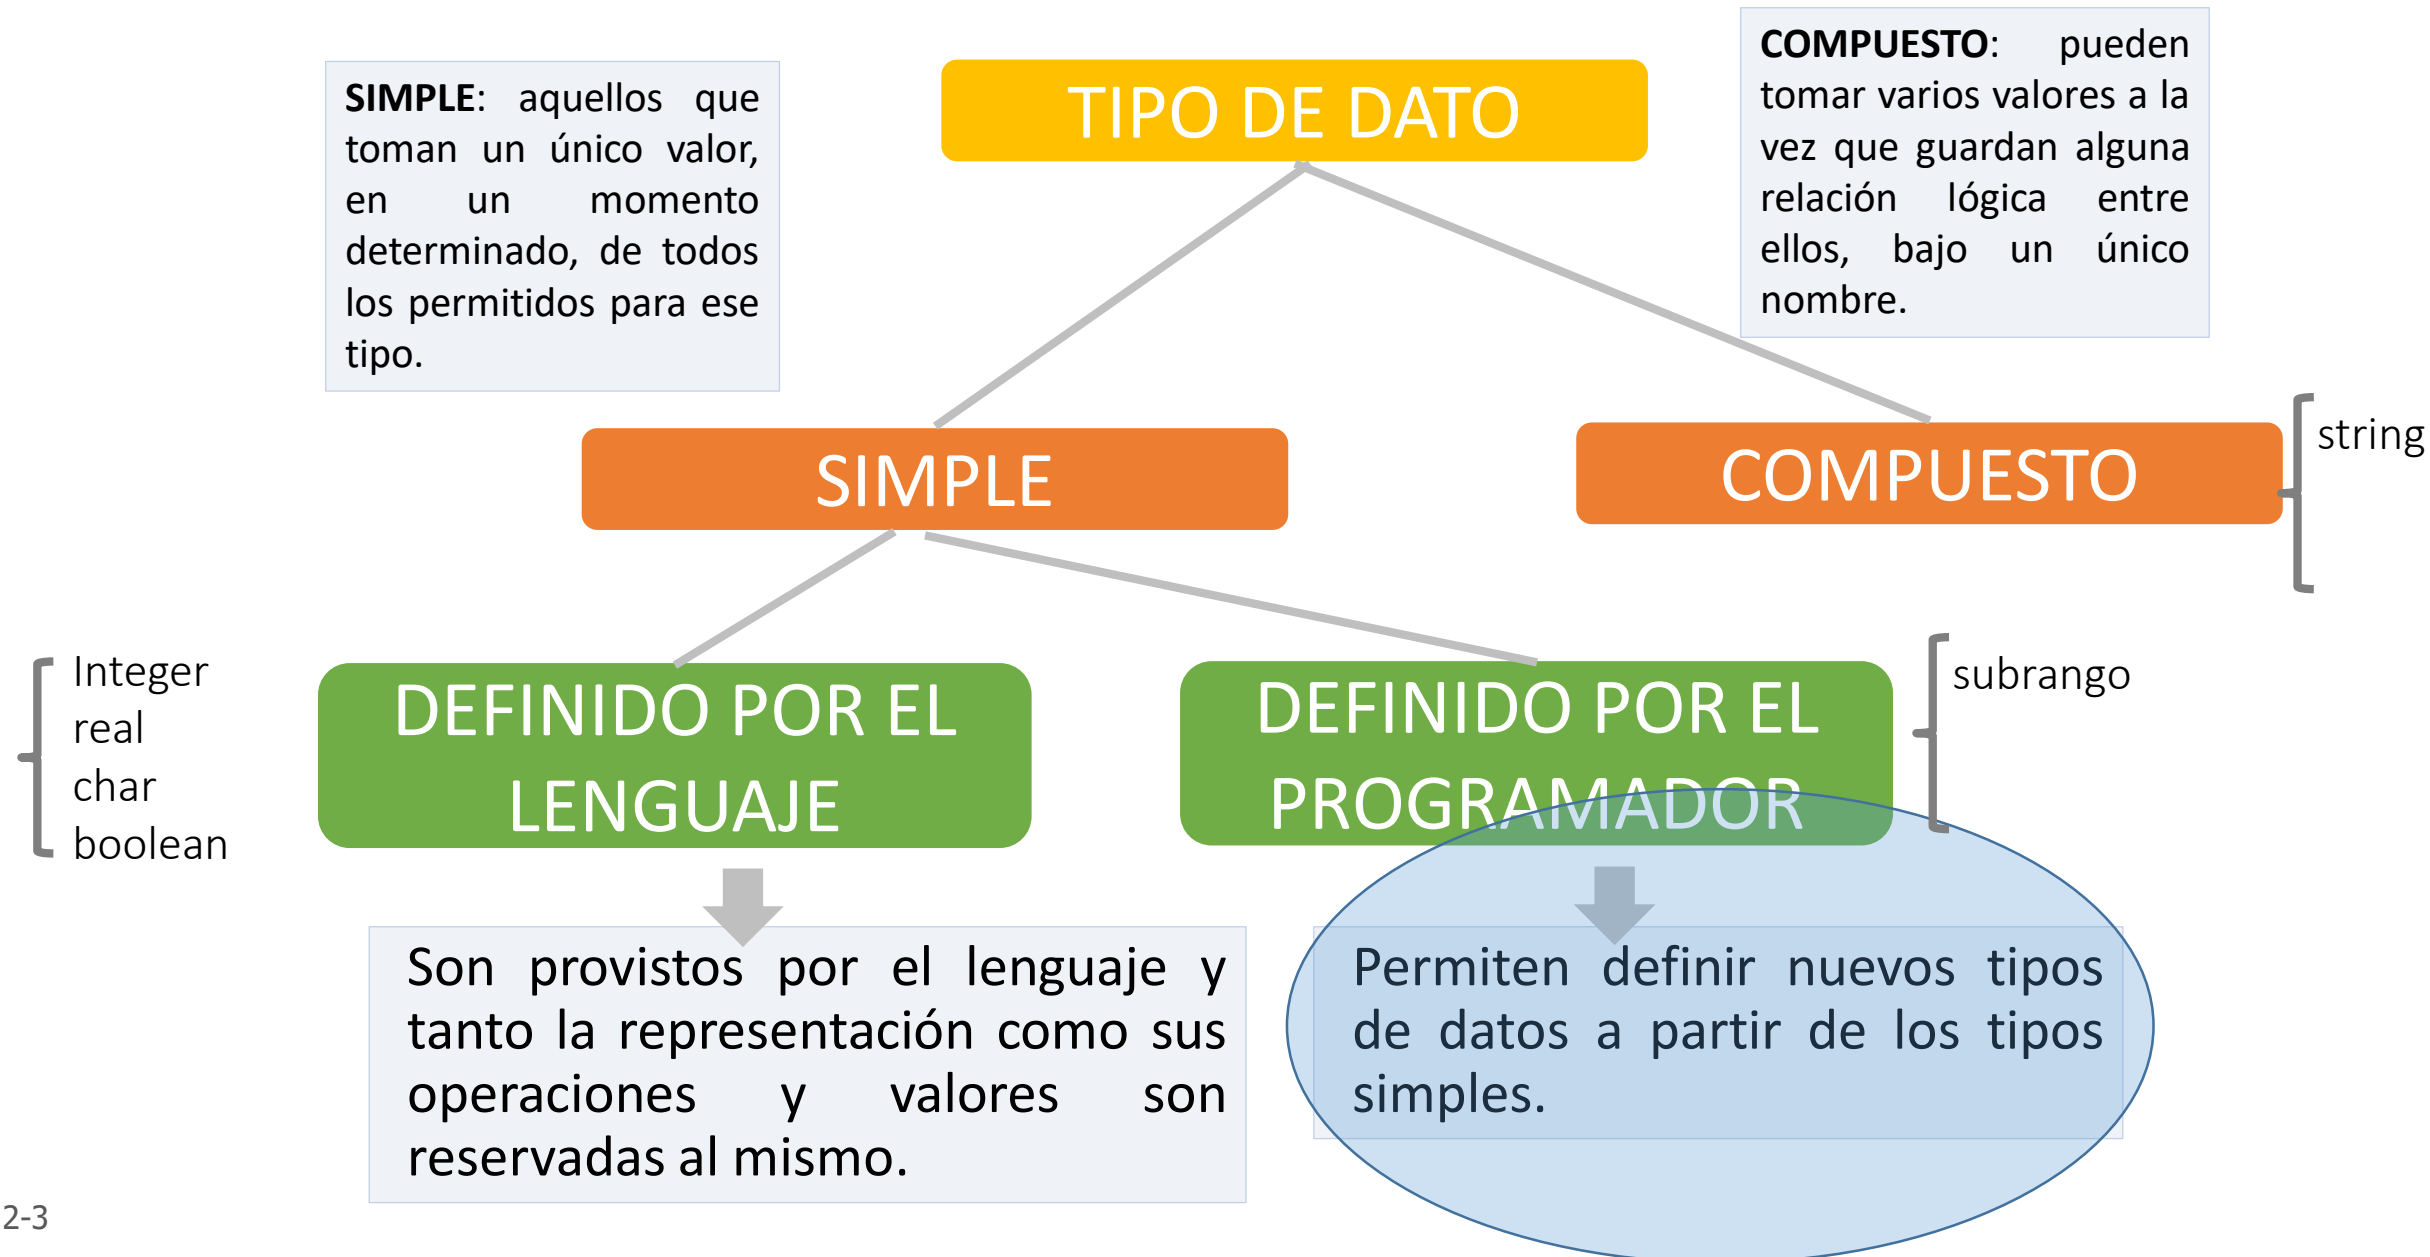 SIMPLE: aquellos que
toman un único valor,
en un momento
determinado, de todos
los permitidos para ese
tipo.
TIPO DE DATO
COMPUESTO: pueden
tomar varios valores a la
vez que guardan alguna
relación lógica entre
ellos, bajo un único
nombre.
SIMPLE
COMPUESTO
string
Integer
real
char
boolean
DEFINIDO POR EL
LENGUAJE
DEFINIDO POR EL
PROGRAMADOR
subrango
Son provistos por el lenguaje y
tanto la representación como sus
operaciones y valores son
reservadas al mismo.
Permiten definir nuevos tipos
de datos a partir de los tipos
simples.
2-3